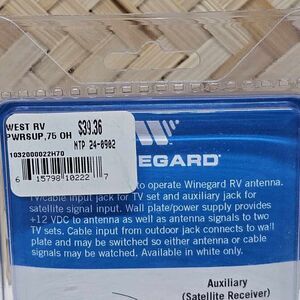 WEST RV
PWRSUP,75 OH
$39.36
MTP 24-0902
1032000022H70
6 15798 10222 7
NEGARD
to operate Winegard RV antenna.
TV/cable input jack for TV set and auxiliary jack for
satellite signal input. Wall plate/power supply provides
+12 VDC to antenna as well as antenna signals to two
TV sets. Cable input from outdoor jack connects to wall
plate and may be switched so either antenna or cable
signals may be watched. Available in white only.
Auxiliary
(Satellite Receiver)